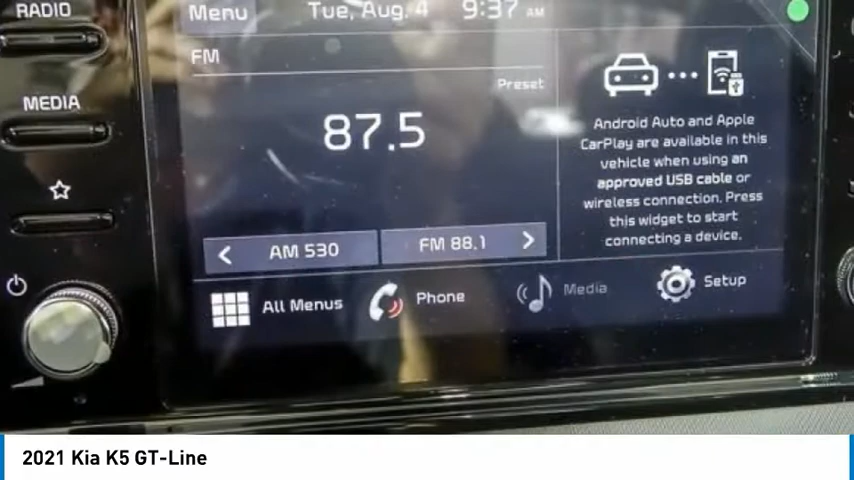 RADIO
Menu
Tue, Aug. 4
9:37 AM
FM
Preset
87.5
MEDIA
Android Auto and Apple
CarPlay are available in this
vehicle when using an
approved USB cable or
wireless connection. Press
this widget to start
connecting a device.
< AM 530
FM 88.1 >
All Menus
Phone
Media
Setup
2021 Kia K5 GT-Line